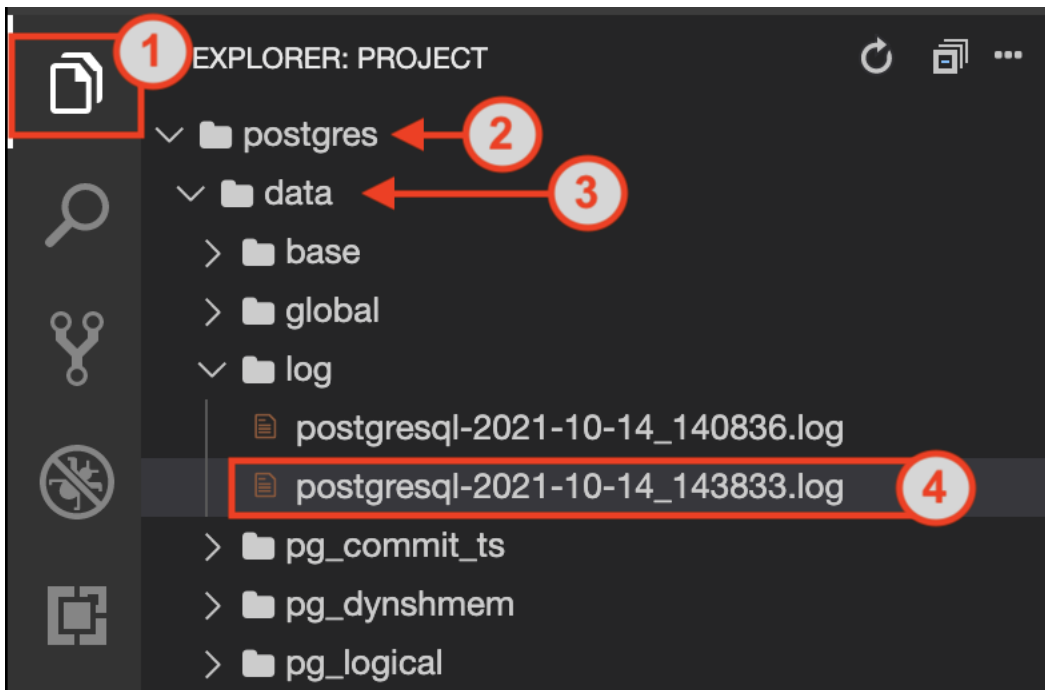 1 EXPLORER: PROJECT
postgres 2
data 3
base
global
log
postgresql-2021-10-14_140836.log
postgresql-2021-10-14_143833.log 4
pg_commit_ts
pg_dynshmem
pg_logical